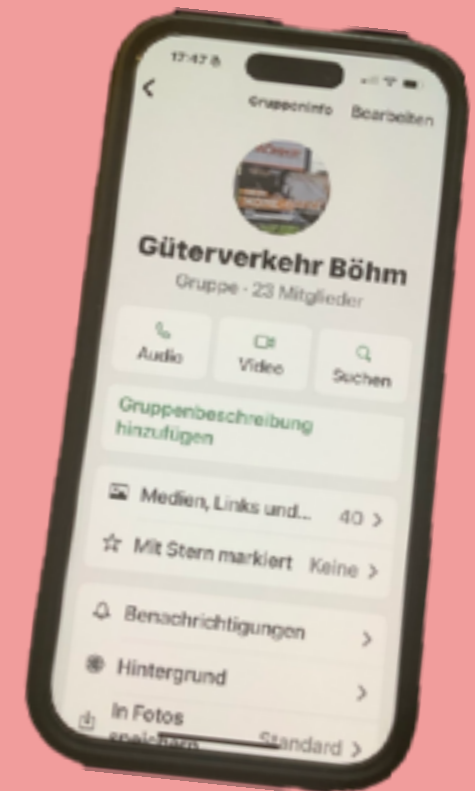 17:47
Gruppeninfo
Bearbeiten
Güterverkehr Böhm
Gruppe · 23 Mitglieder
Audio
Video
Suchen
Gruppenbeschreibung
hinzufügen
Medien, Links und... 40
Mit Stern markiert Keine
Benachrichtigungen
Hintergrund
In Fotos
speichern Standard